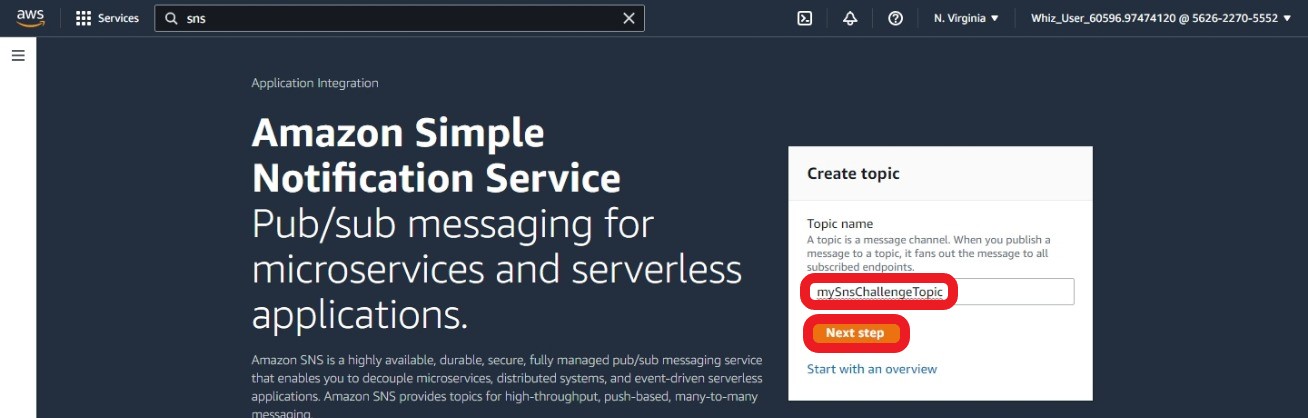 aws Services sns N. Virginia ▼ Whiz_User_60596.97474120 @ 5626-2270-5552 ▼
Application Integration
Amazon Simple
Notification Service
Pub/sub messaging for
microservices and serverless
applications.
Amazon SNS is a highly available, durable, secure, fully managed pub/sub messaging service
that enables you to decouple microservices, distributed systems, and event-driven serverless
applications. Amazon SNS provides topics for high-throughput, push-based, many-to-many
messaging.
Create topic
Topic name
A topic is a message channel. When you publish a
message to a topic, it fans out the message to all
subscribed endpoints.
mySnsChallengeTopic
Next step
Start with an overview